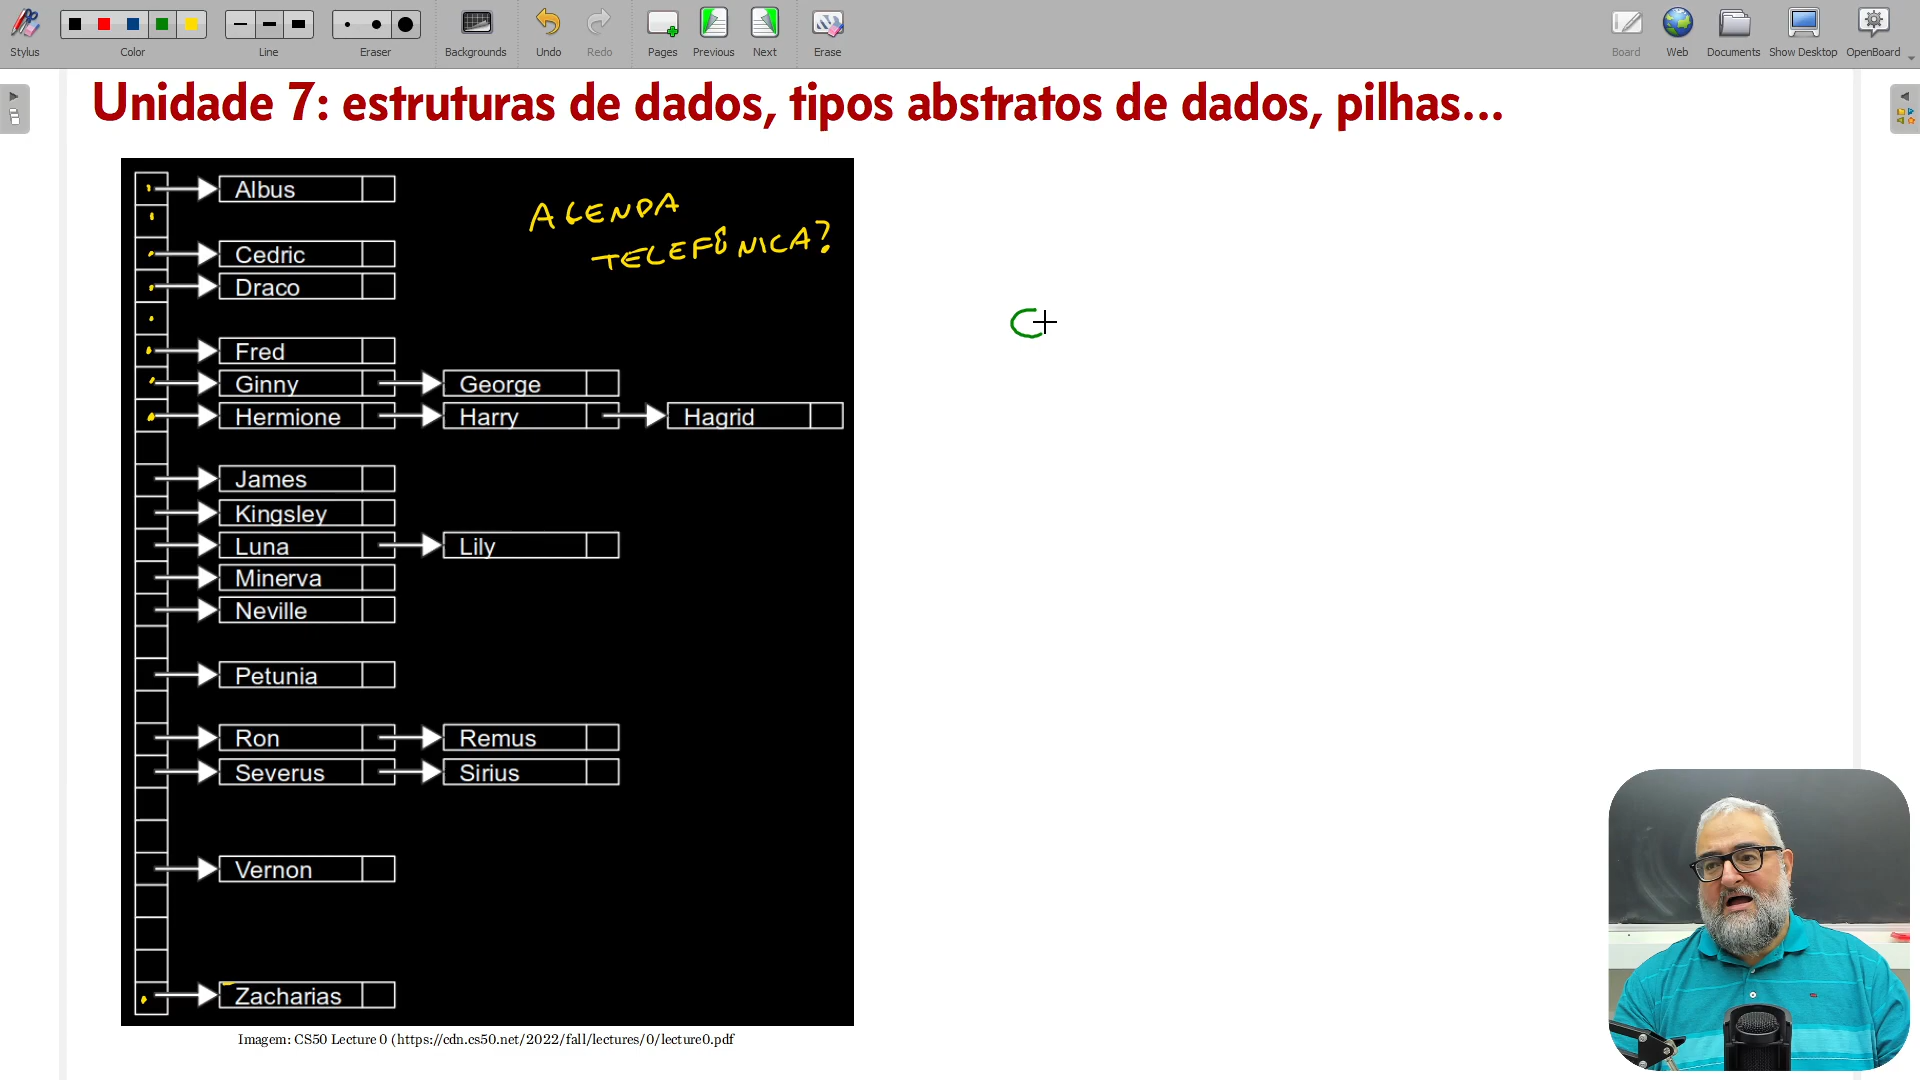 Stylus
Color
Line
Eraser
Backgrounds
Undo
Redo
Pages
Previous
Next
Erase
Board
Web
Documents
Show Desktop
OpenBoard
Unidade 7: estruturas de dados, tipos abstratos de dados, pilhas...
AGENDA
TELEFÔNICA?
Albus
Cedric
Draco
Fred
Ginny George
Hermione Harry Hagrid
James
Kingsley
Luna Lily
Minerva
Neville
Petunia
Ron Remus
Severus Sirius
Vernon
Zacharias
Imagem: CS50 Lecture 0 (https://cdn.cs50.net/2022/fall/lectures/0/lecture0.pdf